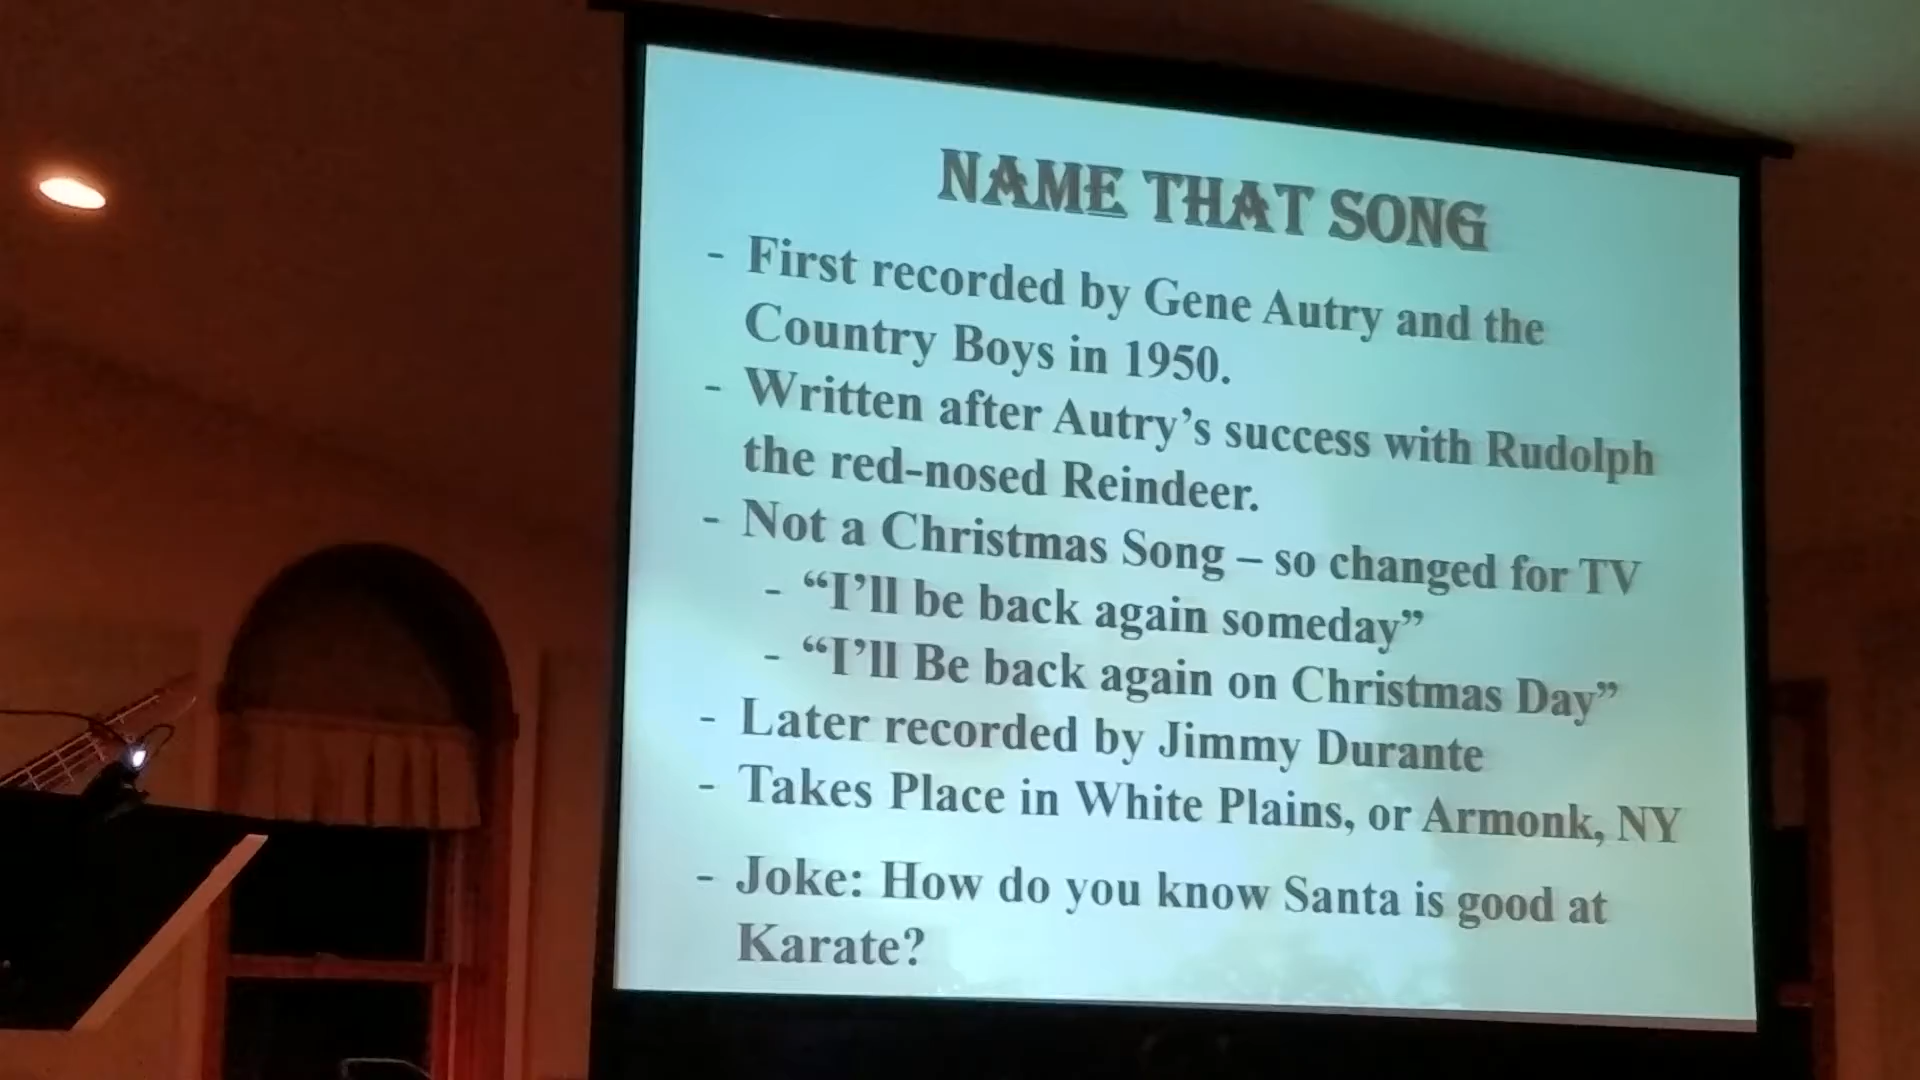 NAME THAT SONG
- First recorded by Gene Autry and the
Country Boys in 1950.
- Written after Autry’s success with Rudolph
the red-nosed Reindeer.
- Not a Christmas Song – so changed for TV
- “I’ll be back again someday”
- “I’ll Be back again on Christmas Day”
- Later recorded by Jimmy Durante
- Takes Place in White Plains, or Armonk, NY
- Joke: How do you know Santa is good at
Karate?